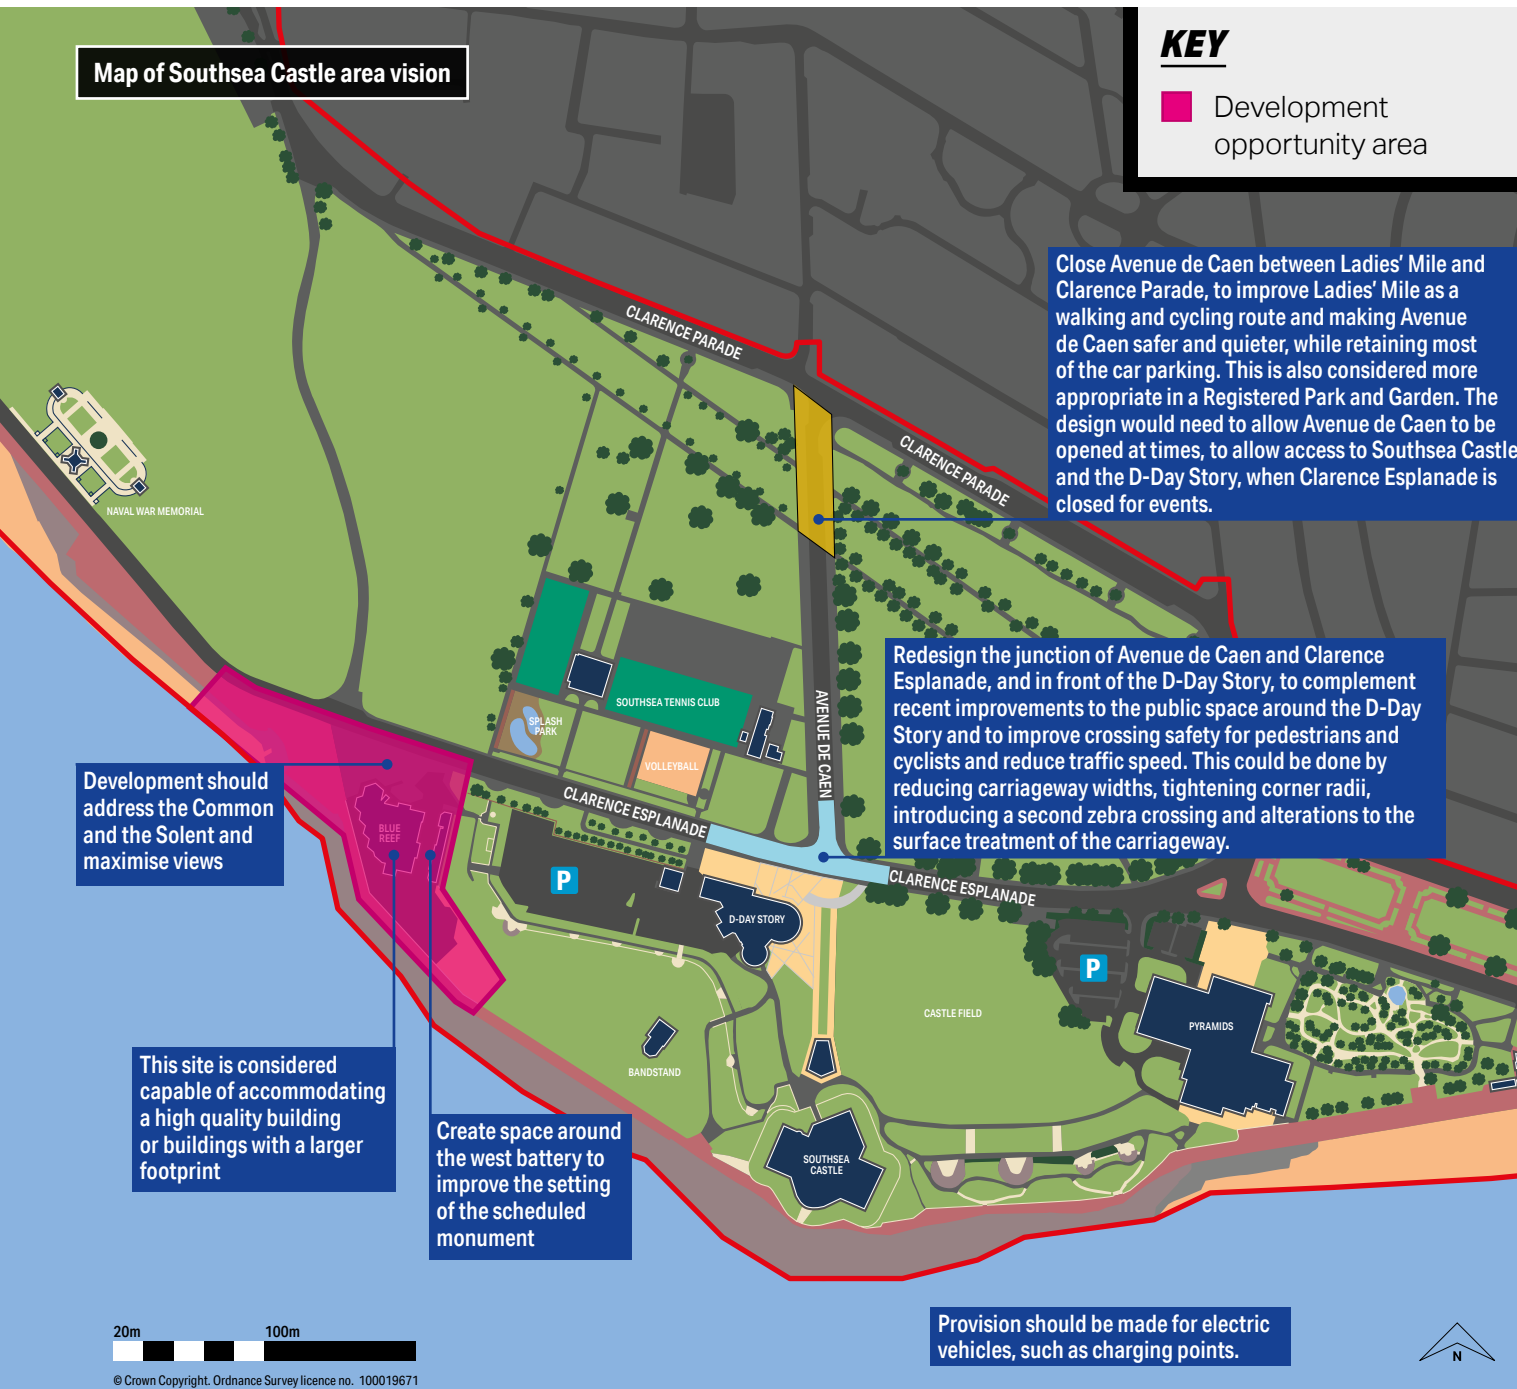 Map of Southsea Castle area vision
KEY
Development
opportunity area
Close Avenue de Caen between Ladies' Mile and
Clarence Parade, to improve Ladies' Mile as a
walking and cycling route and making Avenue
de Caen safer and quieter, while retaining most
of the car parking. This is also considered more
appropriate in a Registered Park and Garden. The
design would need to allow Avenue de Caen to be
opened at times, to allow access to Southsea Castle
and the D-Day Story, when Clarence Esplanade is
closed for events.
CLARENCE PARADE
CLARENCE PARADE
NAVAL WAR MEMORIAL
Redesign the junction of Avenue de Caen and Clarence
Esplanade, and in front of the D-Day Story, to complement
recent improvements to the public space around the D-Day
Story and to improve crossing safety for pedestrians and
cyclists and reduce traffic speed. This could be done by
reducing carriageway widths, tightening corner radii,
introducing a second zebra crossing and alterations to the
surface treatment of the carriageway.
SOUTHSEA TENNIS CLUB
SPLASH
PARK
VOLLEYBALL
AVENUE DE CAEN
CLARENCE ESPLANADE
CLARENCE ESPLANADE
Development should
address the Common
and the Solent and
maximise views
BLUE
REEF
P
D-DAY STORY
P
CASTLE FIELD
PYRAMIDS
BANDSTAND
SOUTHSEA
CASTLE
This site is considered
capable of accommodating
a high quality building
or buildings with a larger
footprint
Create space around
the west battery to
improve the setting
of the scheduled
monument
Provision should be made for electric
vehicles, such as charging points.
N
20m 100m
© Crown Copyright. Ordnance Survey licence no. 100019671